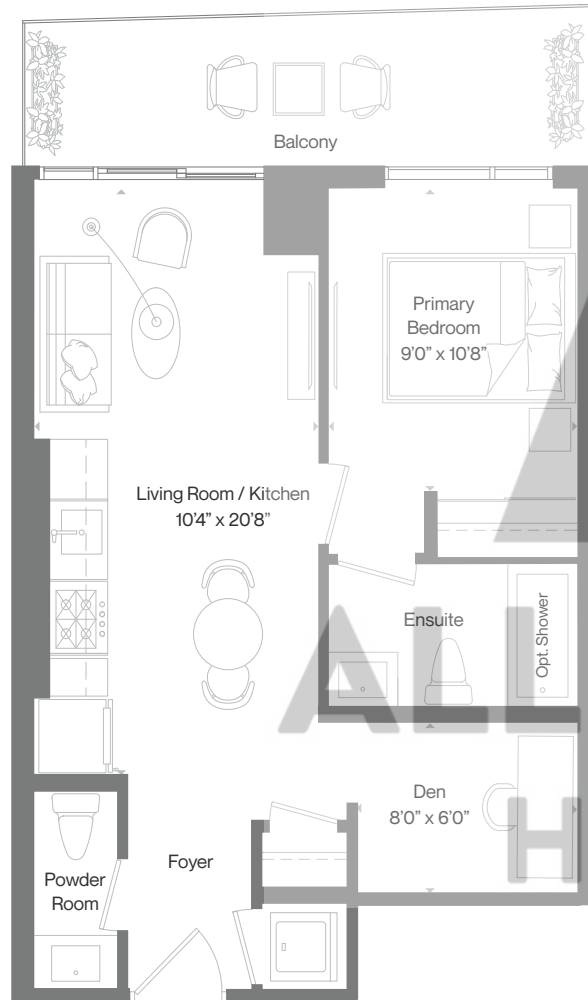 Balcony
Primary
Bedroom
9'0" x 10'8"
Living Room / Kitchen
10'4" x 20'8"
Ensuite
Opt. Shower
ALL
Den
8'0" x 6'0"
H
Foyer
Powder
Room